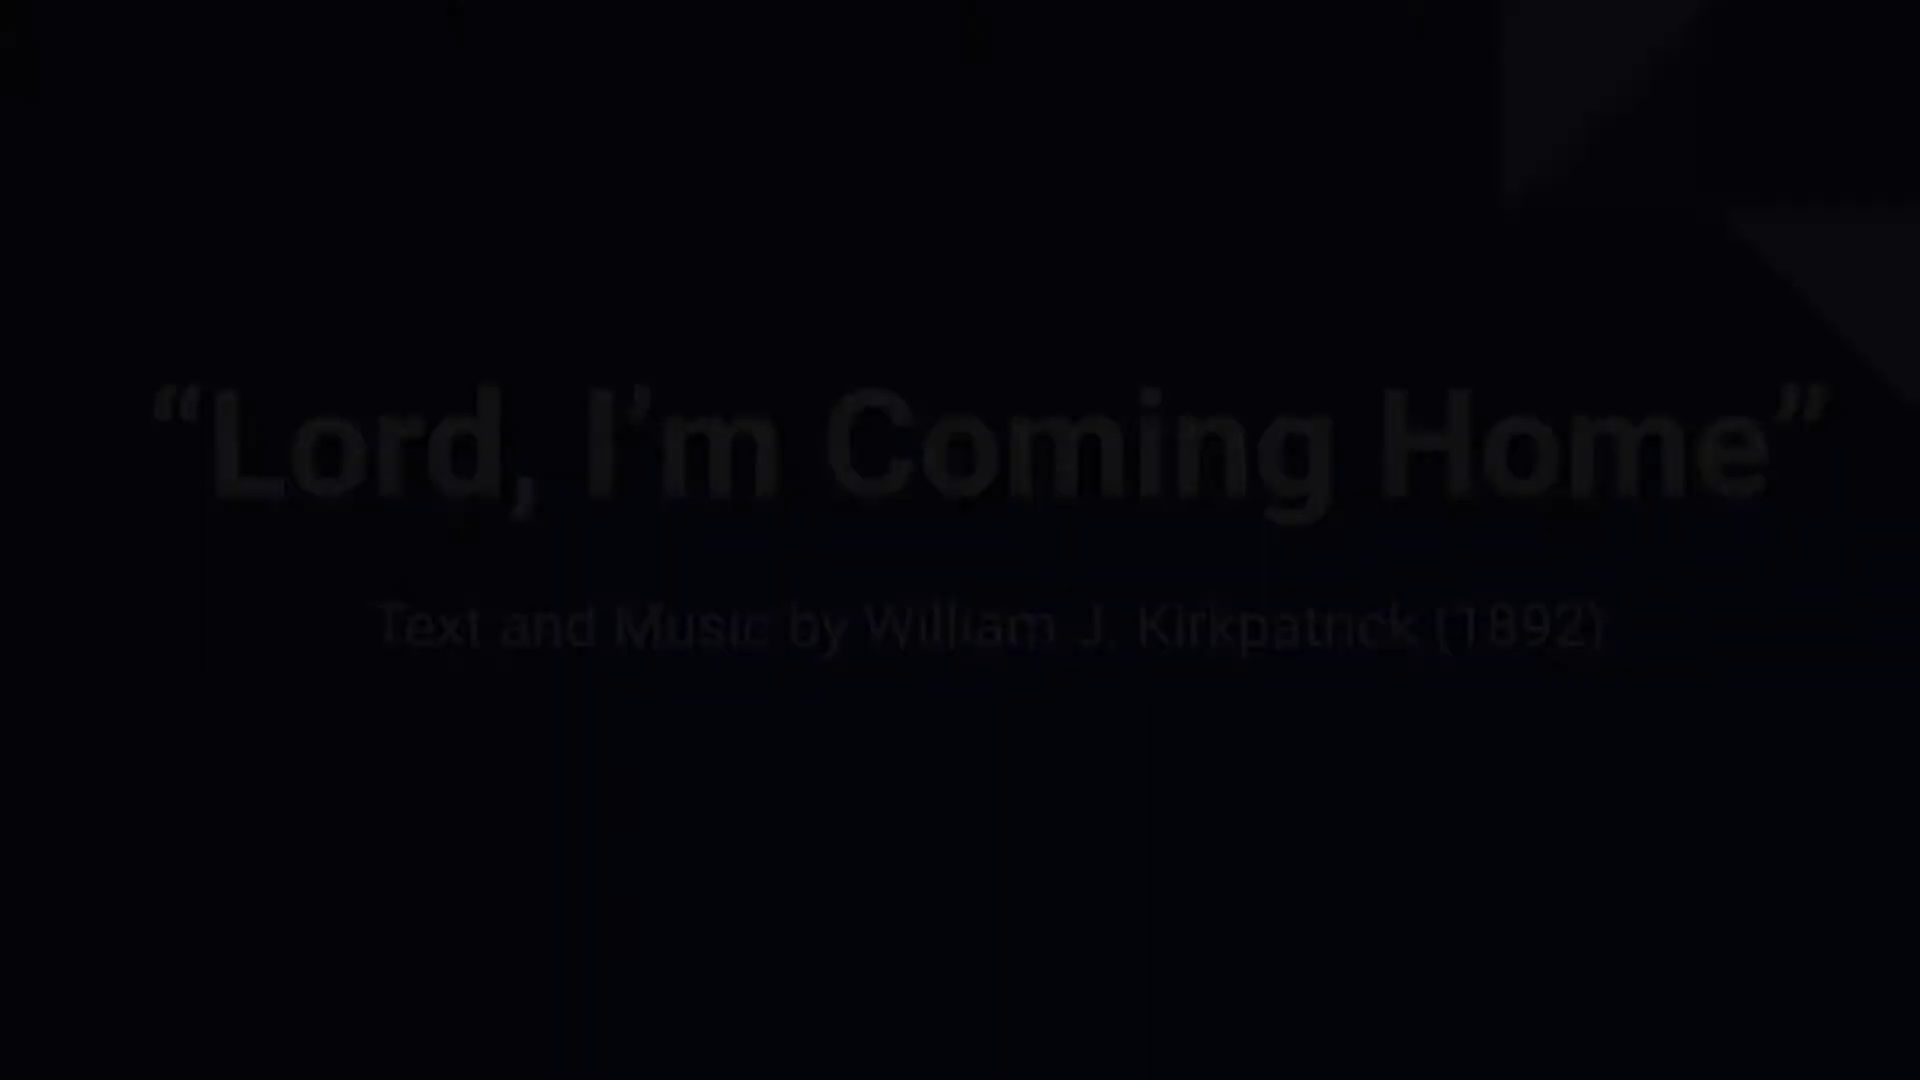 “Lord, I’m Coming Home”
Text and Music by William J. Kirkpatrick (1892)